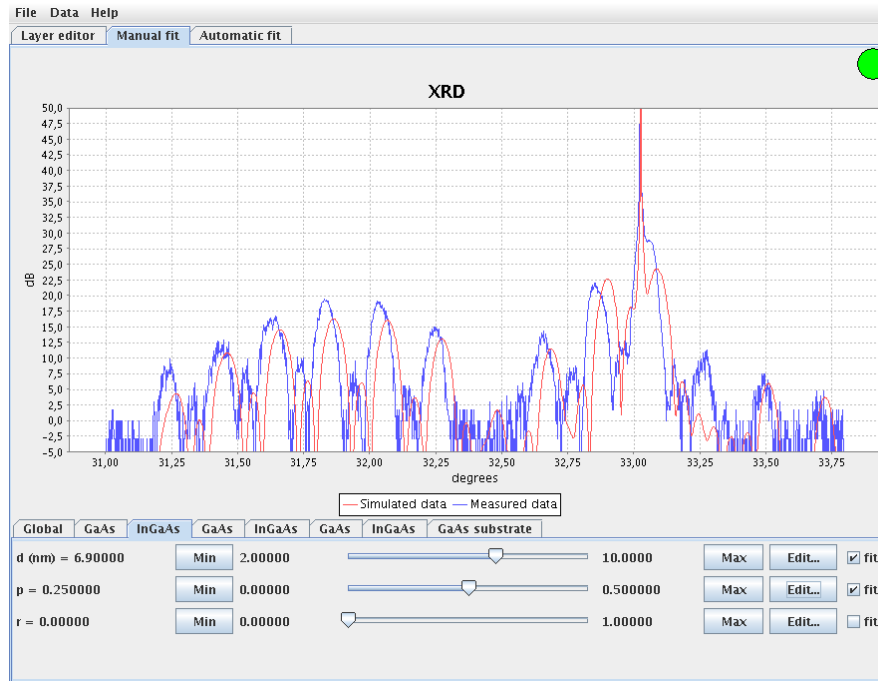 File Data Help
Layer editor Manual fit Automatic fit
XRD
50,0
47,5
45,0
42,5
40,0
37,5
35,0
32,5
30,0
27,5
25,0
22,5
20,0
17,5
15,0
12,5
10,0
7,5
5,0
2,5
0,0
-2,5
-5,0
dB
31,00 31,25 31,50 31,75 32,00 32,25 32,50 32,75 33,00 33,25 33,50 33,75
degrees
Simulated data Measured data
Global GaAs InGaAs GaAs InGaAs GaAs InGaAs GaAs substrate
d (nm) = 6.90000 Min 2.00000 10.0000 Max Edit... fit
p = 0.250000 Min 0.00000 0.500000 Max Edit... fit
r = 0.00000 Min 0.00000 1.00000 Max Edit... fit